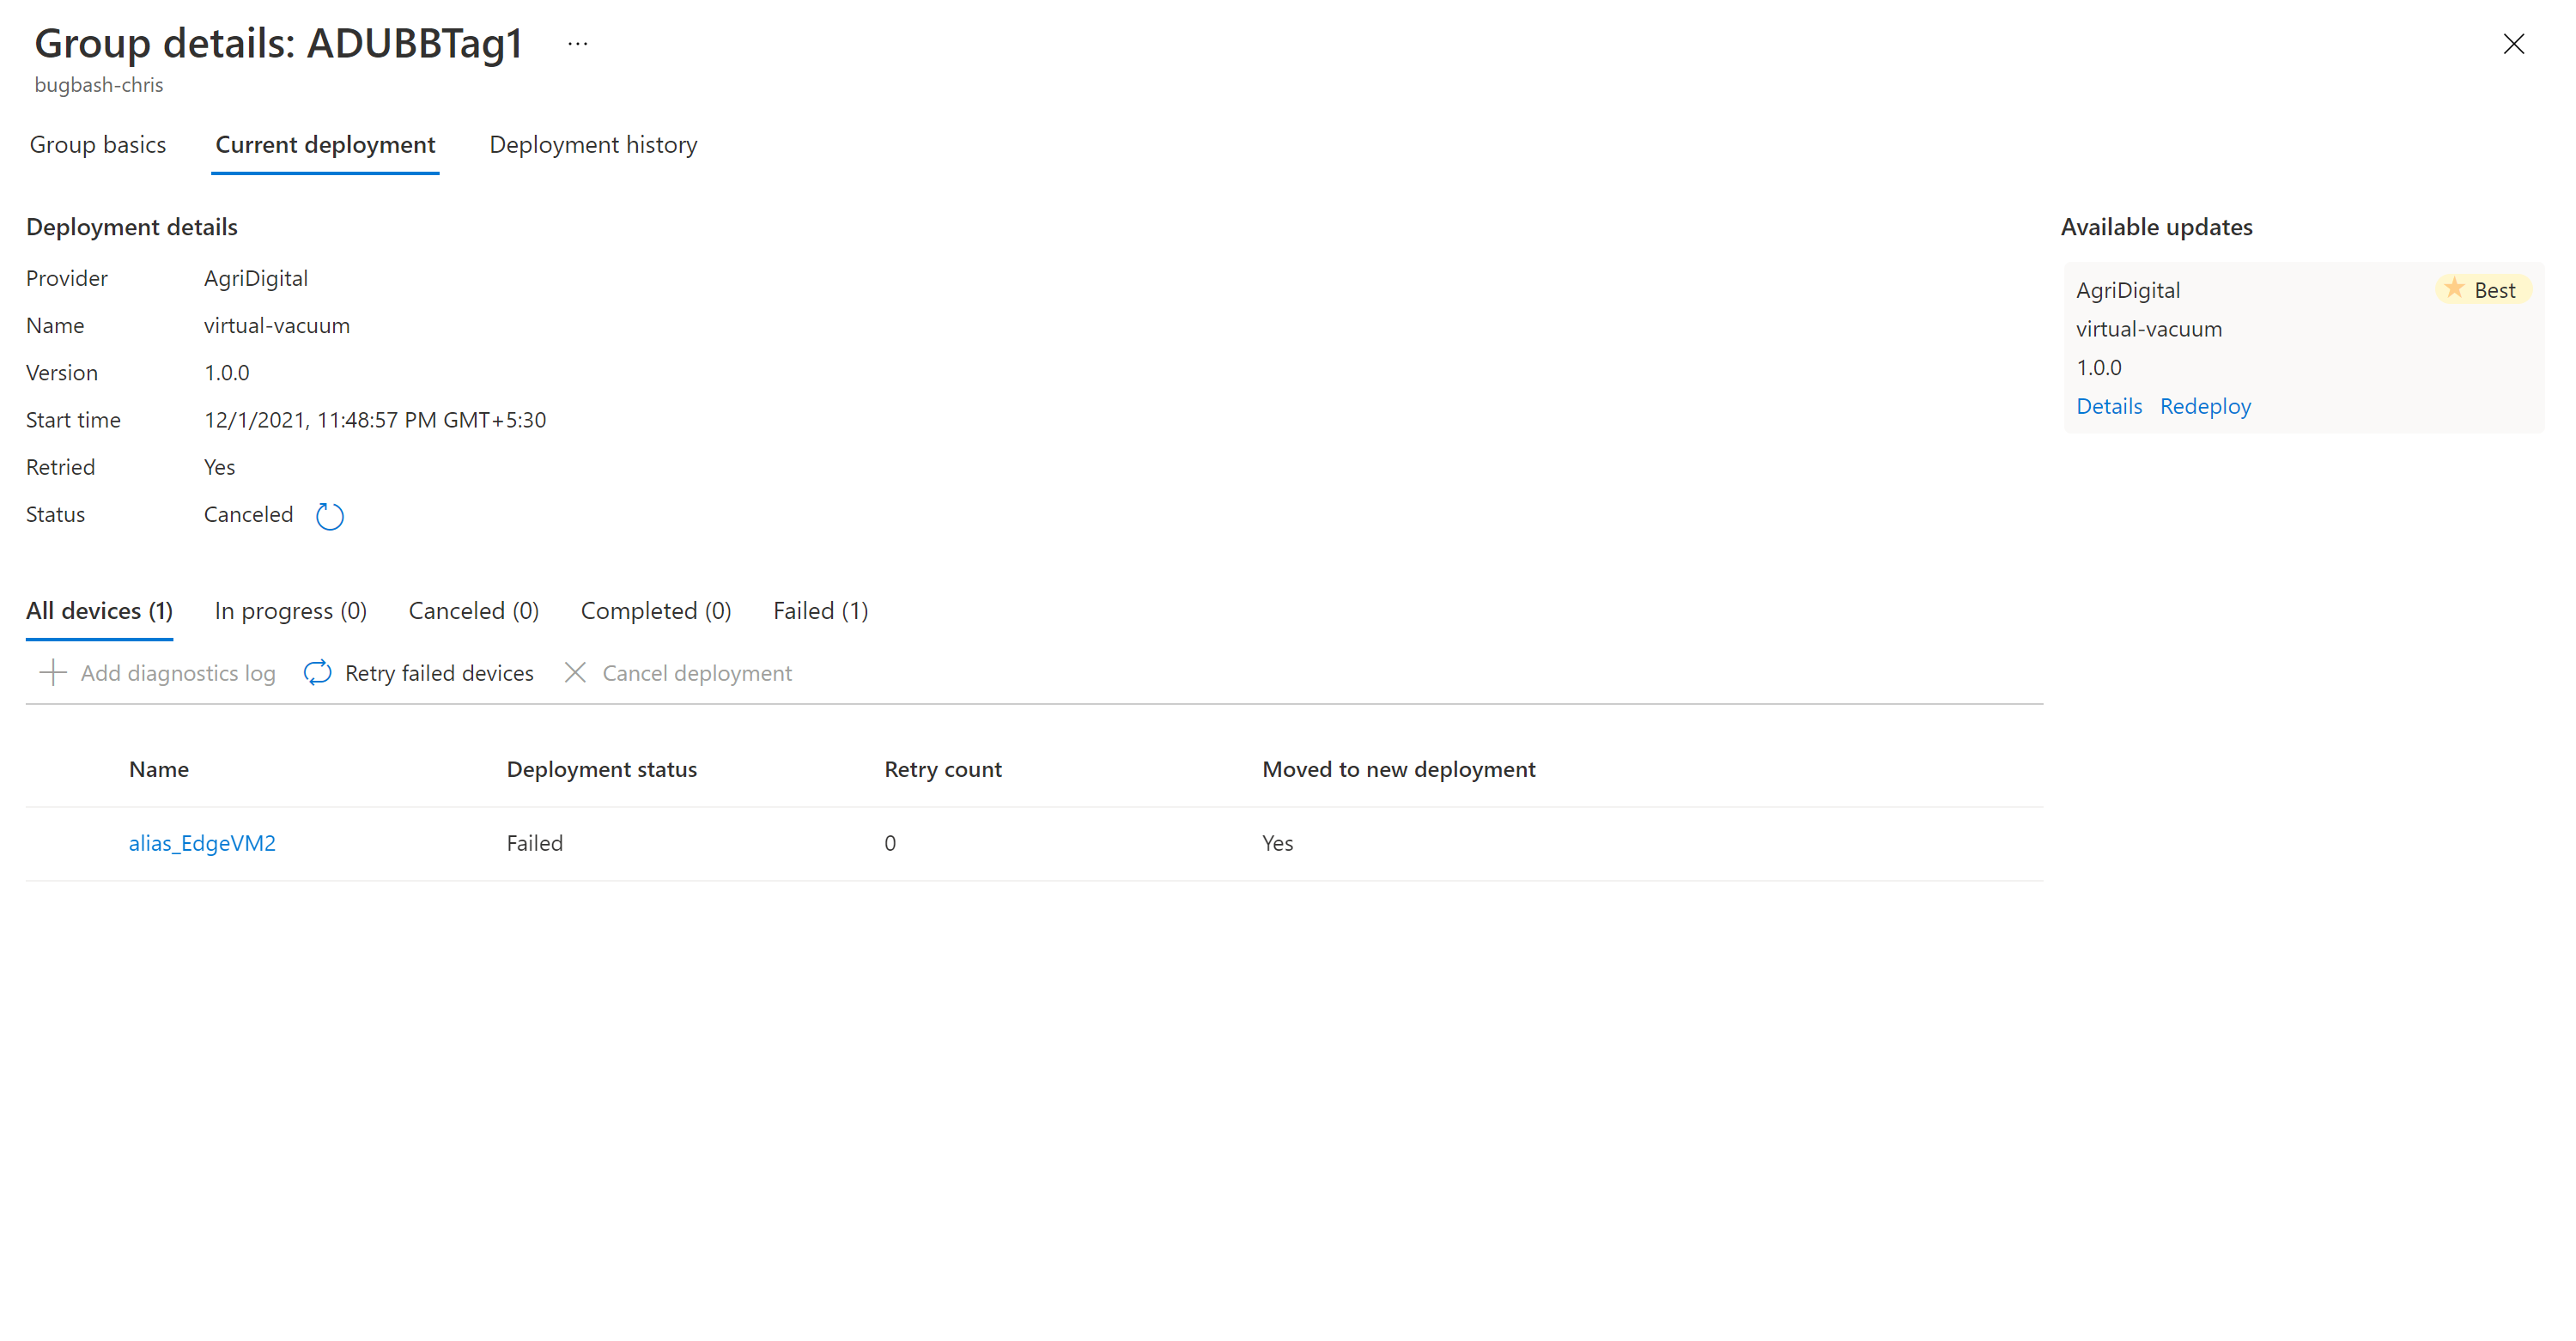 Group details: ADUBBTag1 ...
bugbash-chris
Group basics Current deployment Deployment history
Deployment details
Provider AgriDigital
Name virtual-vacuum
Version 1.0.0
Start time 12/1/2021, 11:48:57 PM GMT+5:30
Retried Yes
Status Canceled
Available updates
AgriDigital Best
virtual-vacuum
1.0.0
Details Redeploy
All devices (1) In progress (0) Canceled (0) Completed (0) Failed (1)
Add diagnostics log Retry failed devices Cancel deployment
Name Deployment status Retry count Moved to new deployment
alias_EdgeVM2 Failed 0 Yes